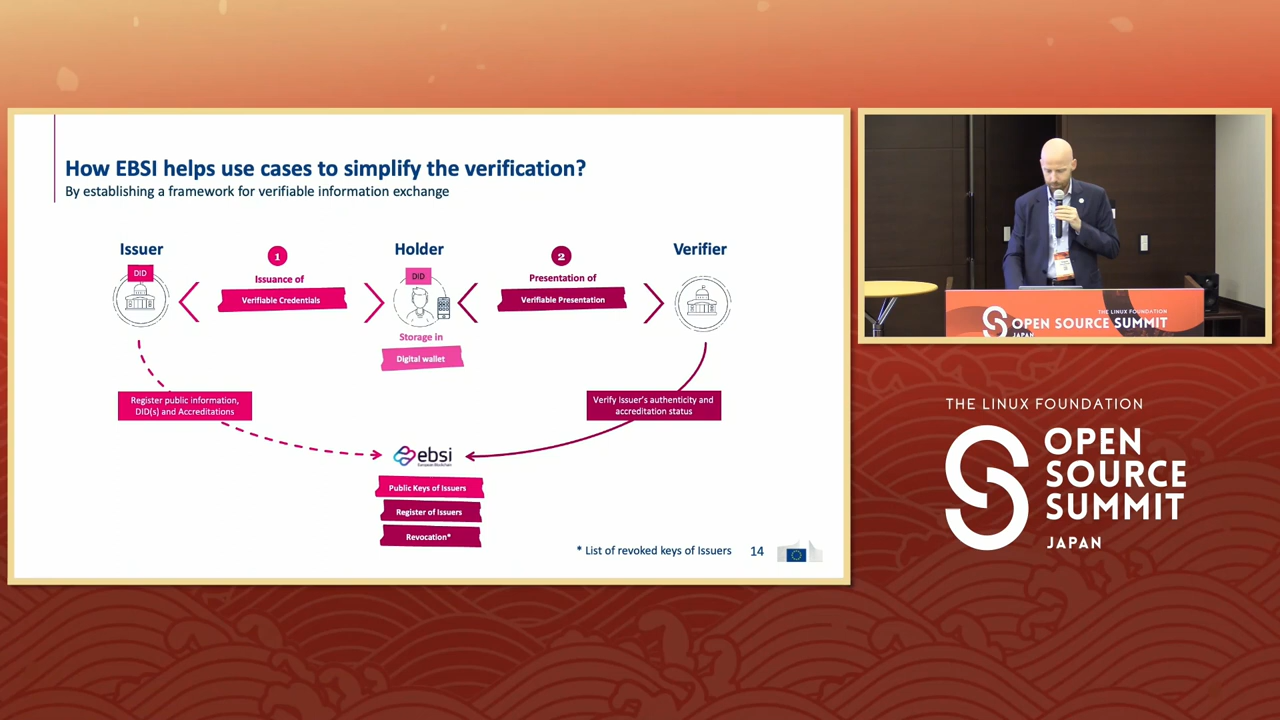 How EBSI helps use cases to simplify the verification?
By establishing a framework for verifiable information exchange
Issuer
DID
1
Issuance of
Verifiable Credentials
Holder
DID
Storage in
Digital wallet
2
Presentation of
Verifiable Presentation
Verifier
Register public information,
DID(s) and Accreditations
Verify Issuer's authenticity and
accreditation status
ebsi
European Blockchain
Public Keys of Issuers
Register of Issuers
Revocation*
* List of revoked keys of Issuers
14
THE LINUX FOUNDATION
OPEN SOURCE SUMMIT
JAPAN
THE LINUX FOUNDATION
OPEN
SOURCE
SUMMIT
JAPAN